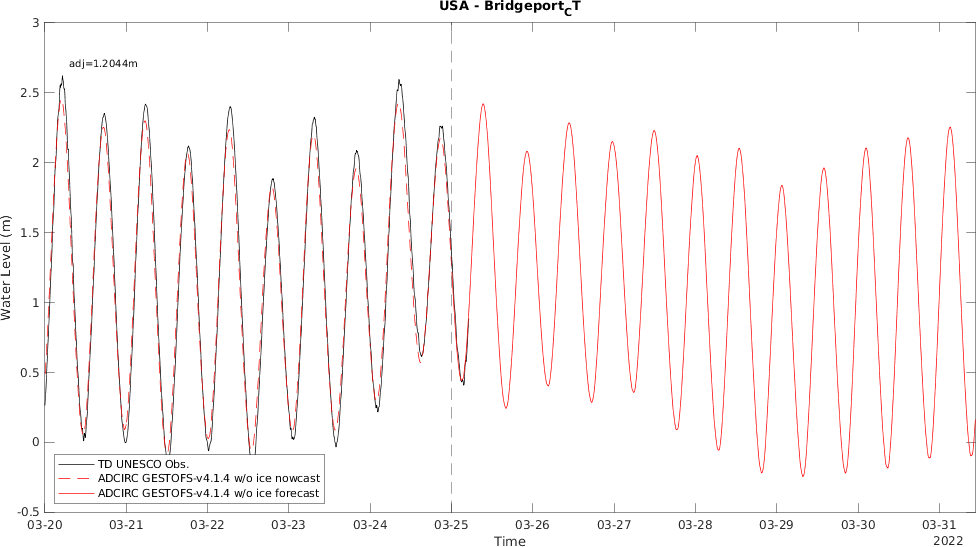 USA - Bridgeport_CT
adj=1.2044m
3
2.5
2
1.5
1
0.5
0
-0.5
Water Level (m)
TD UNESCO Obs.
ADCIRC GESTOFS-v4.1.4 w/o ice nowcast
ADCIRC GESTOFS-v4.1.4 w/o ice forecast
03-20 03-21 03-22 03-23 03-24 03-25 03-26 03-27 03-28 03-29 03-30 03-31
Time
2022